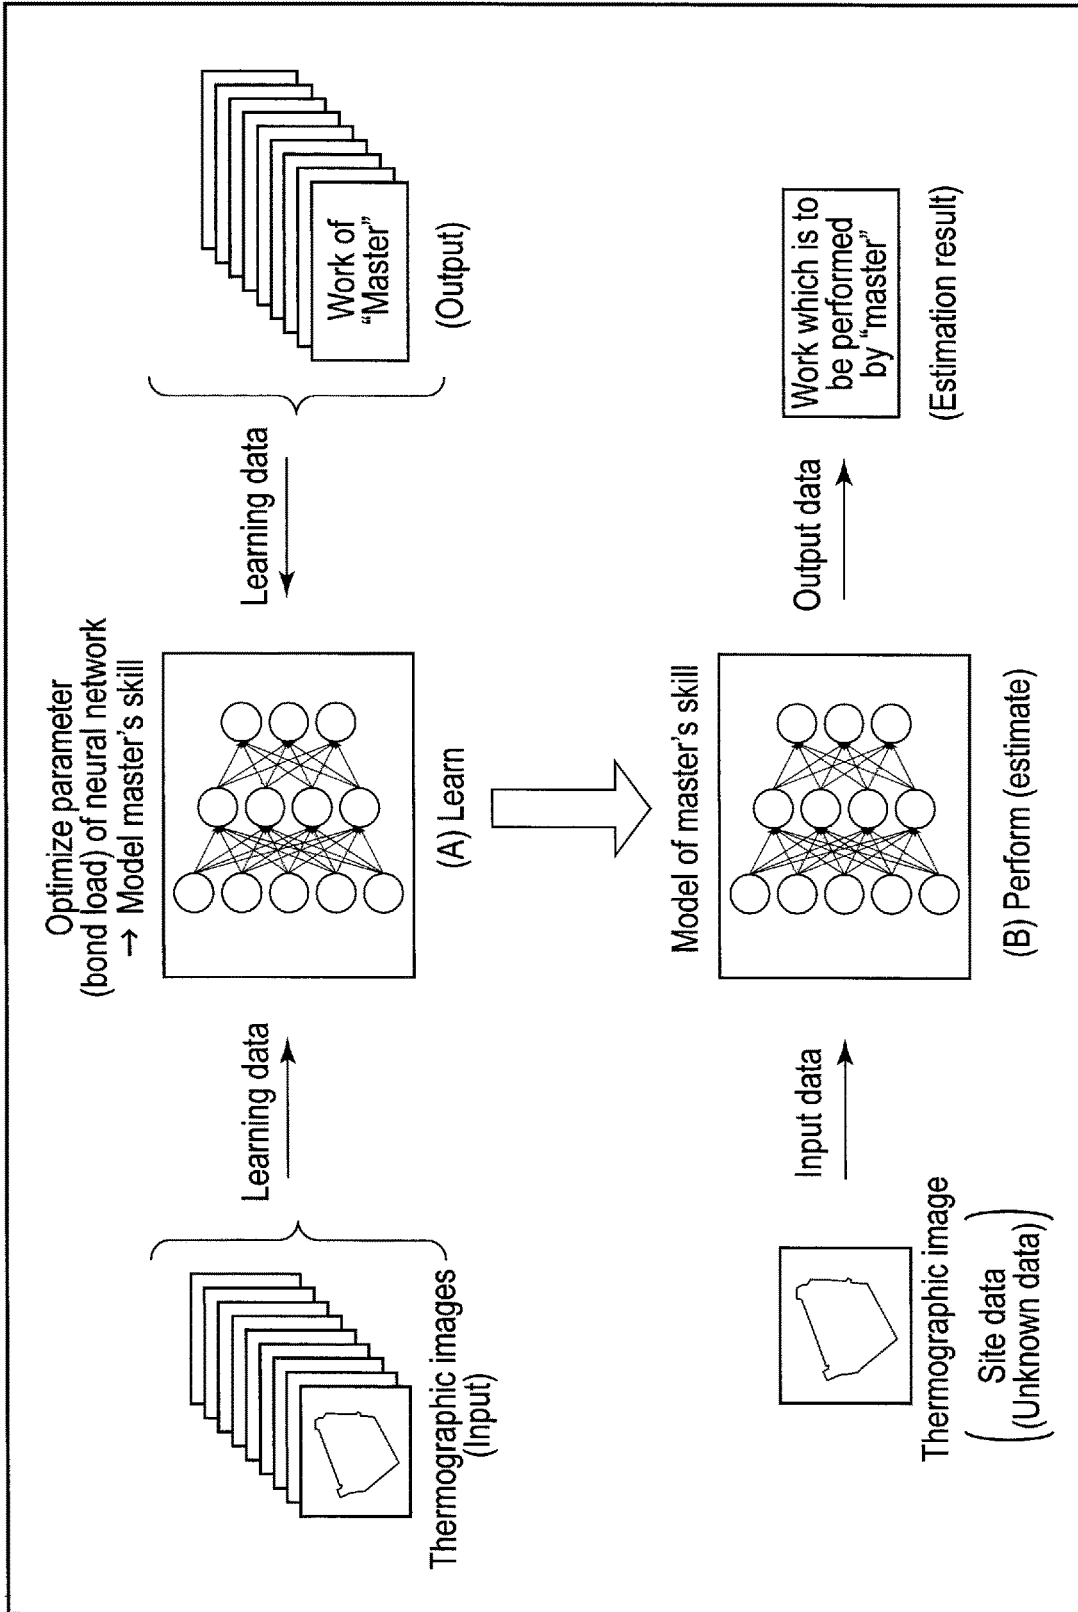 Optimize parameter
(bond load) of neural network
→ Model master's skill
Learning data
Learning data
Thermographic images
(Input)
(A) Learn
Work of
“Master”
(Output)
Model of master's skill
Input data
Output data
Thermographic image
Site data
(Unknown data)
(B) Perform (estimate)
Work which is to
be performed
by “master”
(Estimation result)